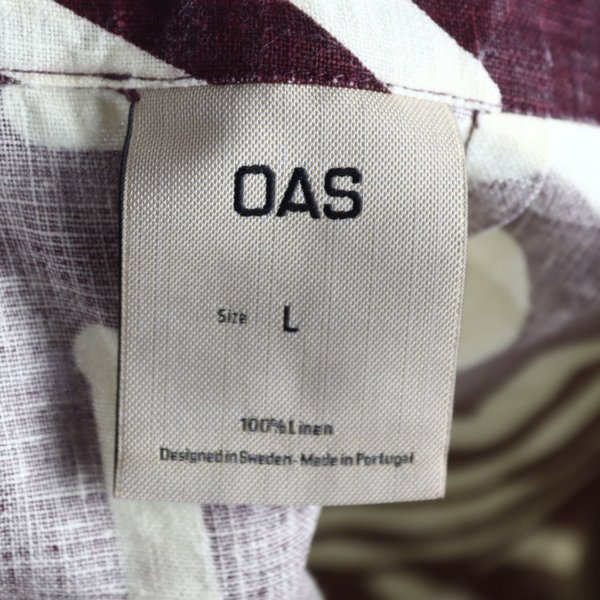 OAS
Size L
100% Linen
Designed in Sweden - Made in Portugal